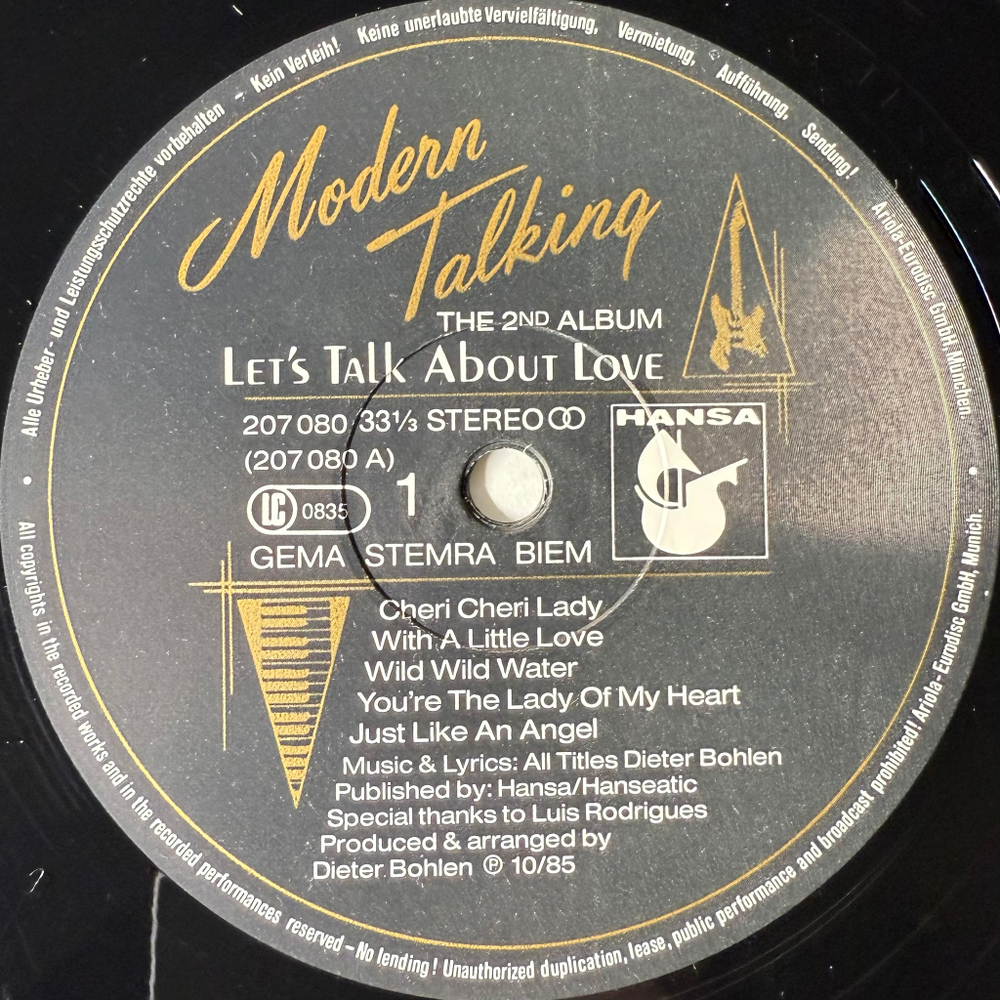 Alle Urheber- und Leistungsschutzrechte vorbehalten – Kein Verleih! Keine unerlaubte Vervielfältigung, Vermietung, Aufführung, Sendung!
Ariola-Eurodisc GmbH, München.
Modern
Talking
THE 2ND ALBUM
LET'S TALK ABOUT LOVE
207 080 33⅓ STEREO
HANSA
(207 080 A)
1
LC 0835
GEMA STEMRA BIEM
Cheri Cheri Lady
With A Little Love
Wild Wild Water
You're The Lady Of My Heart
Just Like An Angel
Music & Lyrics: All Titles Dieter Bohlen
Published by: Hansa/Hanseatic
Special thanks to Luis Rodrigues
Produced & arranged by
Dieter Bohlen ℗ 10/85
All copyrights in the recorded works and in the recorded performances reserved – No lending! Unauthorized duplication, lease, public performance and broadcast prohibited! Ariola-Eurodisc GmbH, Munich.